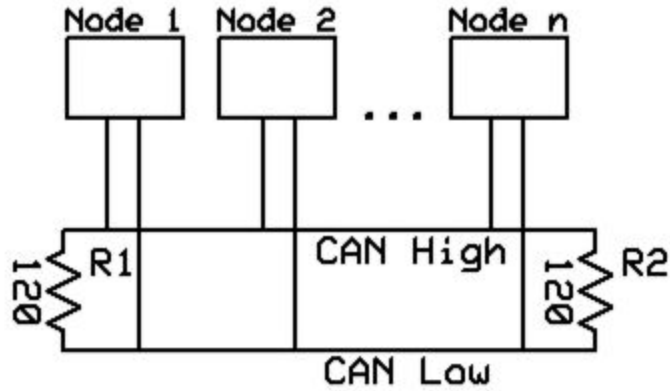 Node 1 Node 2 Node n
...
R1 CAN High R2
120 120
CAN Low